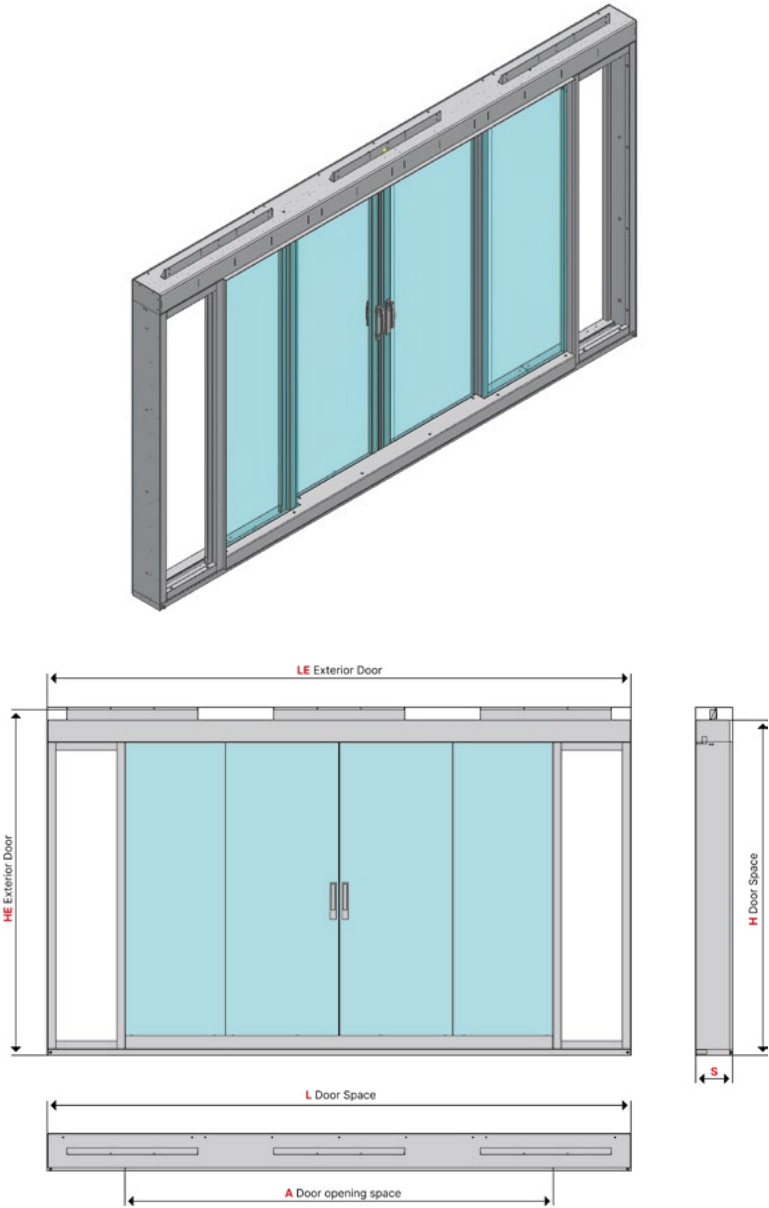 LE Exterior Door
HE Exterior Door
H Door Space
S
L Door Space
A Door opening space